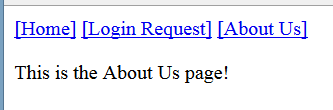 [Home] [Login Request] [About Us]
This is the About Us page!